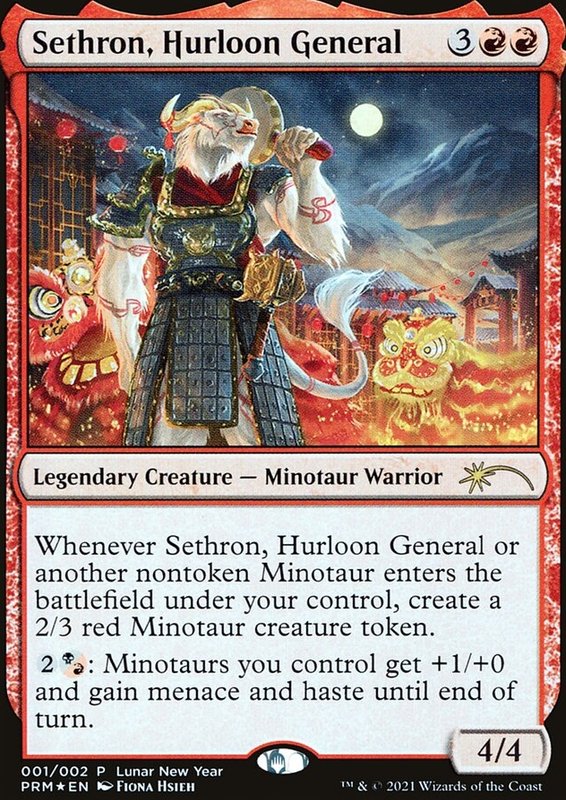 Sethron, Hurloon General 3
Legendary Creature — Minotaur Warrior
Whenever Sethron, Hurloon General or
another nontoken Minotaur enters the
battlefield under your control, create a
2/3 red Minotaur creature token.
2 : Minotaurs you control get +1/+0
and gain menace and haste until end of
turn.
4/4
001/002 P Lunar New Year
PRM★EN Fiona Hsieh
™ & © 2021 Wizards of the Coast